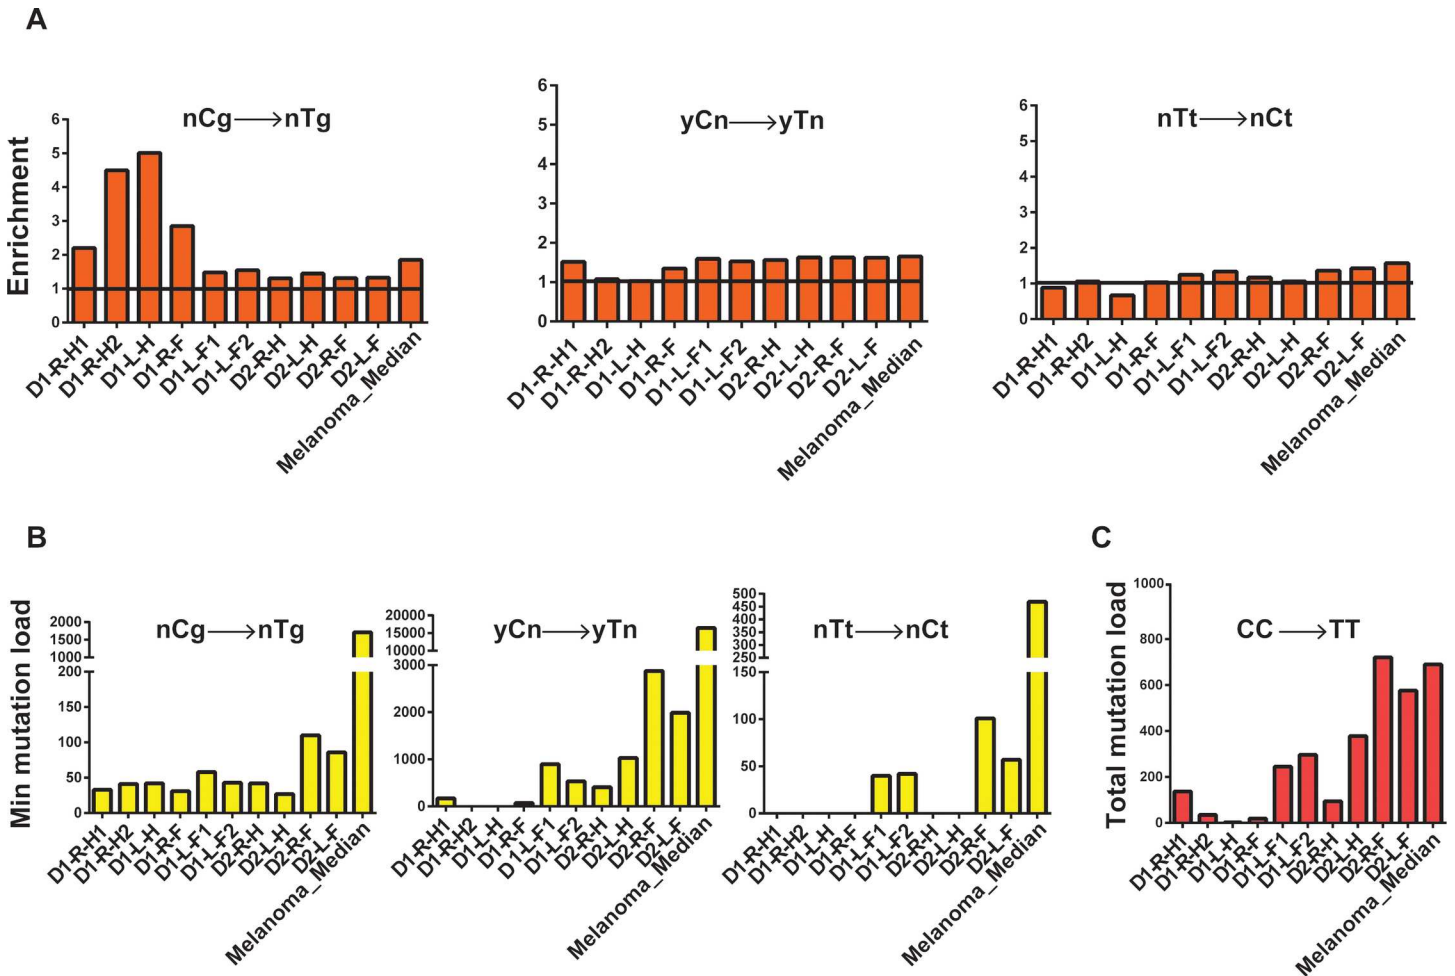 A
Enrichment
nCg⟶nTg
6
5
4
3
2
1
0
D1-R-H1
D1-R-H2
D1-L-H
D1-R-F
D1-L-F1
D1-L-F2
D2-R-H
D2-L-H
D2-R-F
D2-L-F
Melanoma_Median
yCn⟶yTn
6
5
4
3
2
1
0
D1-R-H1
D1-R-H2
D1-L-H
D1-R-F
D1-L-F1
D1-L-F2
D2-R-H
D2-L-H
D2-R-F
D2-L-F
Melanoma_Median
nTt⟶nCt
6
5
4
3
2
1
0
D1-R-H1
D1-R-H2
D1-L-H
D1-R-F
D1-L-F1
D1-L-F2
D2-R-H
D2-L-H
D2-R-F
D2-L-F
Melanoma_Median
B
Min mutation load
nCg⟶nTg
2000
1500
1000
200
150
100
50
0
D1-R-H1
D1-R-H2
D1-L-H
D1-R-F
D1-L-F1
D1-L-F2
D2-R-H
D2-L-H
D2-R-F
D2-L-F
Melanoma_Median
yCn⟶yTn
20000
15000
10000
3000
2000
1000
0
D1-R-H1
D1-R-H2
D1-L-H
D1-R-F
D1-L-F1
D1-L-F2
D2-R-H
D2-L-H
D2-R-F
D2-L-F
Melanoma_Median
nTt⟶nCt
500
450
400
350
300
250
150
100
50
0
D1-R-H1
D1-R-H2
D1-L-H
D1-R-F
D1-L-F1
D1-L-F2
D2-R-H
D2-L-H
D2-R-F
D2-L-F
Melanoma_Median
C
Total mutation load
CC⟶TT
1000
800
600
400
200
0
D1-R-H1
D1-R-H2
D1-L-H
D1-R-F
D1-L-F1
D1-L-F2
D2-R-H
D2-L-H
D2-R-F
D2-L-F
Melanoma_Median